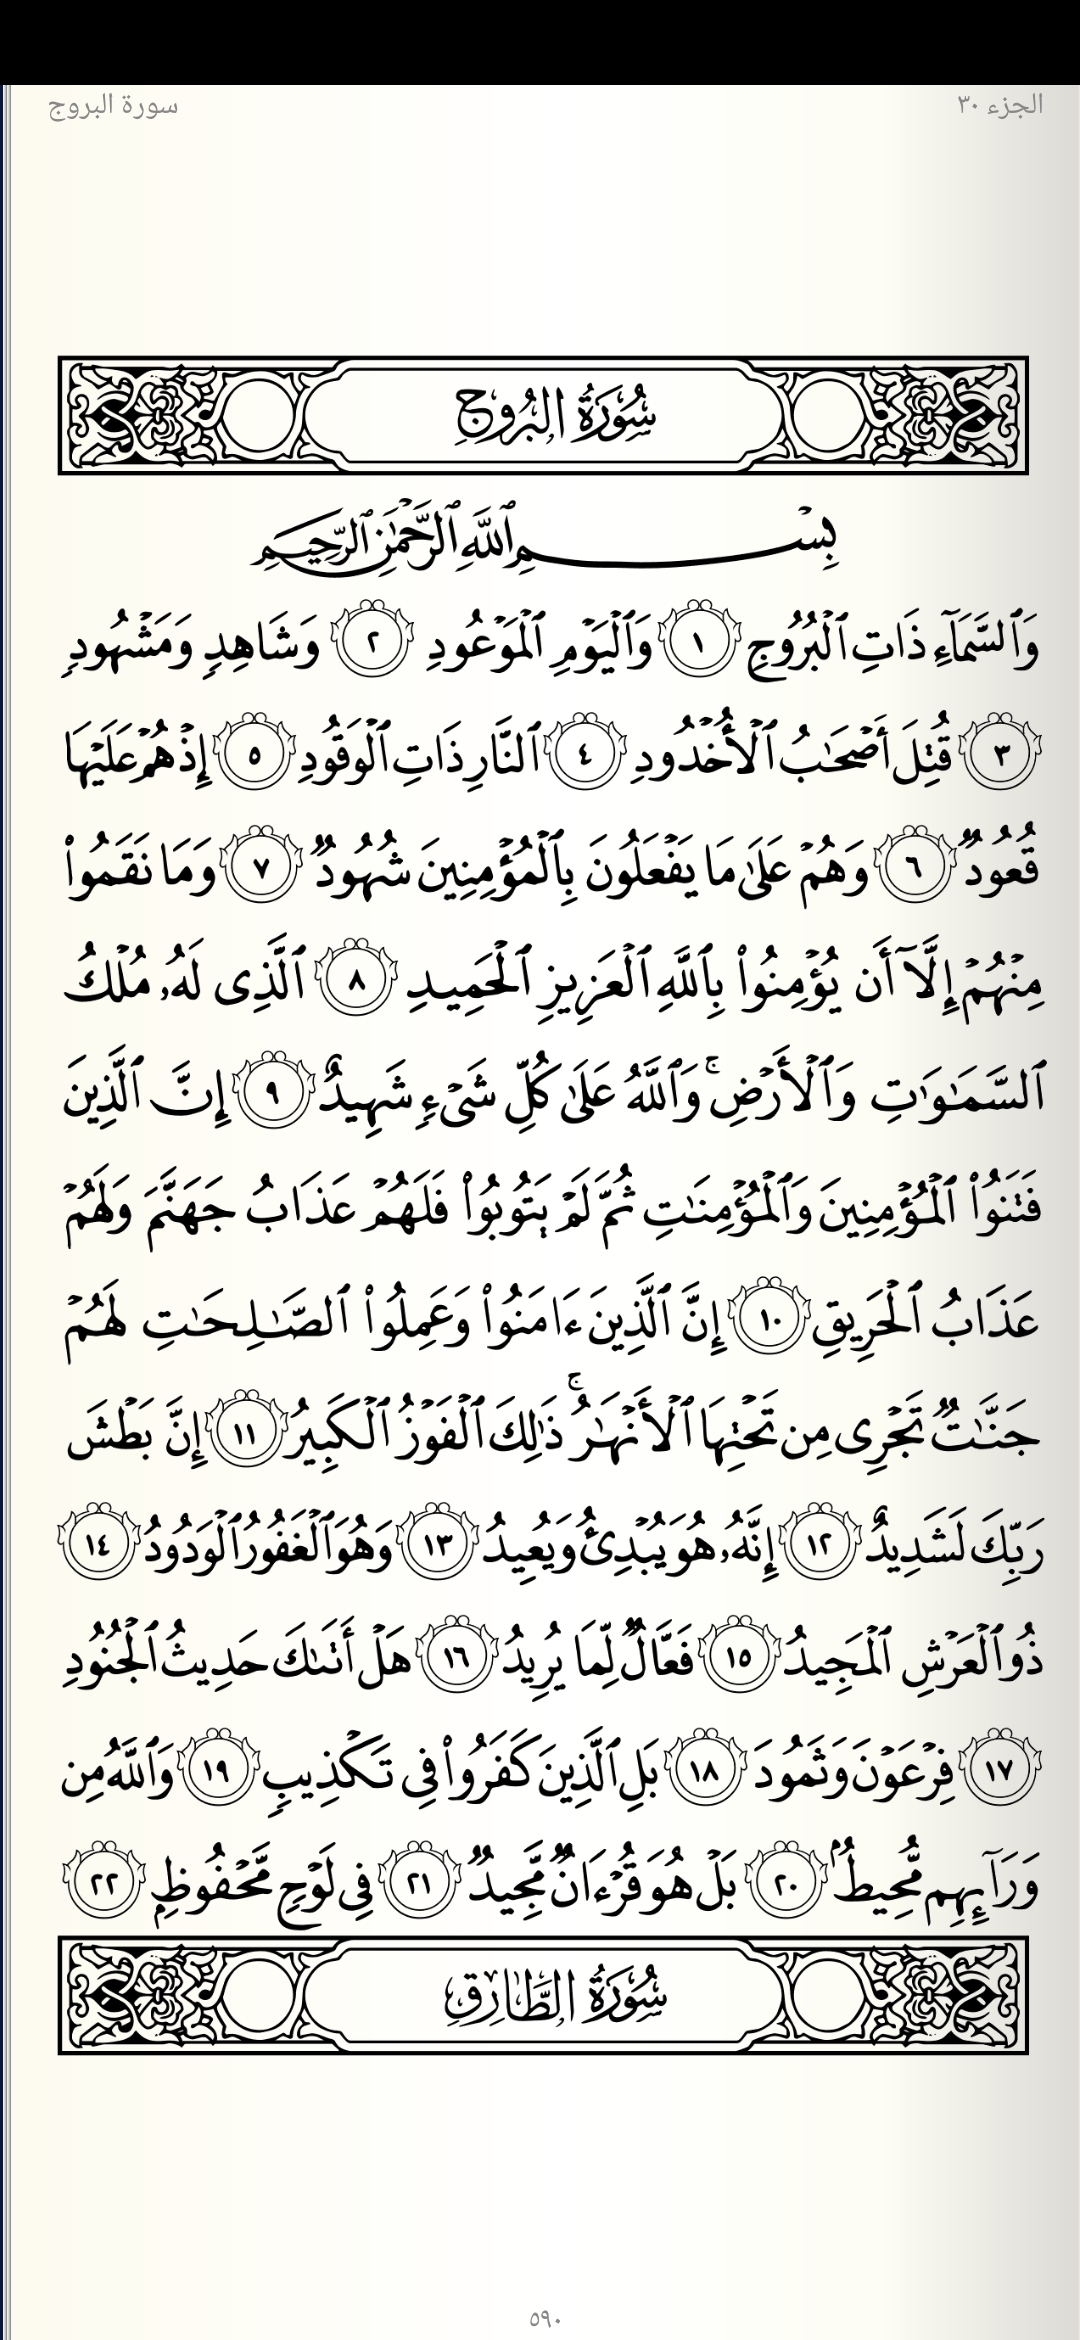 الجزء ٣٠
سورة البروج
سُورَةُ البُرُوجِ
بِسْمِ ٱللَّهِ ٱلرَّحْمَٰنِ ٱلرَّحِيمِ
وَٱلسَّمَآءِ ذَاتِ ٱلْبُرُوجِ ١ وَٱلْيَوْمِ ٱلْمَوْعُودِ ٢ وَشَاهِدٍ وَمَشْهُودٍ
٣ قُتِلَ أَصْحَٰبُ ٱلْأُخْدُودِ ٤ ٱلنَّارِ ذَاتِ ٱلْوَقُودِ ٥ إِذْ هُمْ عَلَيْهَا
قُعُودٌ ٦ وَهُمْ عَلَىٰ مَا يَفْعَلُونَ بِٱلْمُؤْمِنِينَ شُهُودٌ ٧ وَمَا نَقَمُوا۟
مِنْهُمْ إِلَّآ أَن يُؤْمِنُوا۟ بِٱللَّهِ ٱلْعَزِيزِ ٱلْحَمِيدِ ٨ ٱلَّذِى لَهُۥ مُلْكُ
ٱلسَّمَٰوَٰتِ وَٱلْأَرْضِ ۚ وَٱللَّهُ عَلَىٰ كُلِّ شَىْءٍ شَهِيدٌ ٩ إِنَّ ٱلَّذِينَ
فَتَنُوا۟ ٱلْمُؤْمِنِينَ وَٱلْمُؤْمِنَٰتِ ثُمَّ لَمْ يَتُوبُوا۟ فَلَهُمْ عَذَابُ جَهَنَّمَ وَلَهُمْ
عَذَابُ ٱلْحَرِيقِ ١٠ إِنَّ ٱلَّذِينَ ءَامَنُوا۟ وَعَمِلُوا۟ ٱلصَّٰلِحَٰتِ لَهُمْ
جَنَّٰتٌ تَجْرِى مِن تَحْتِهَا ٱلْأَنْهَٰرُ ۚ ذَٰلِكَ ٱلْفَوْزُ ٱلْكَبِيرُ ١١ إِنَّ بَطْشَ
رَبِّكَ لَشَدِيدٌ ١٢ إِنَّهُۥ هُوَ يُبْدِئُ وَيُعِيدُ ١٣ وَهُوَ ٱلْغَفُورُ ٱلْوَدُودُ ١٤
ذُو ٱلْعَرْشِ ٱلْمَجِيدُ ١٥ فَعَّالٌ لِّمَا يُرِيدُ ١٦ هَلْ أَتَىٰكَ حَدِيثُ ٱلْجُنُودِ
١٧ فِرْعَوْنَ وَثَمُودَ ١٨ بَلِ ٱلَّذِينَ كَفَرُوا۟ فِى تَكْذِيبٍ ١٩ وَٱللَّهُ مِن
وَرَآئِهِم مُّحِيطٌۢ ٢٠ بَلْ هُوَ قُرْءَانٌ مَّجِيدٌ ٢١ فِى لَوْحٍ مَّحْفُوظٍۭ ٢٢
سُورَةُ الطَّارِقِ
٥٩٠